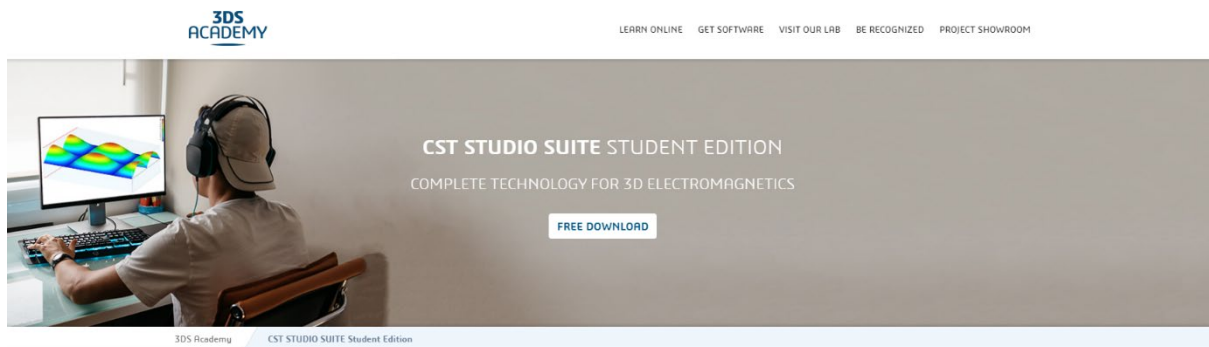 3DS
ACADEMY
LEARN ONLINE GET SOFTWARE VISIT OUR LAB BE RECOGNIZED PROJECT SHOWROOM
CST STUDIO SUITE STUDENT EDITION
COMPLETE TECHNOLOGY FOR 3D ELECTROMAGNETICS
FREE DOWNLOAD
3DS Academy CST STUDIO SUITE Student Edition